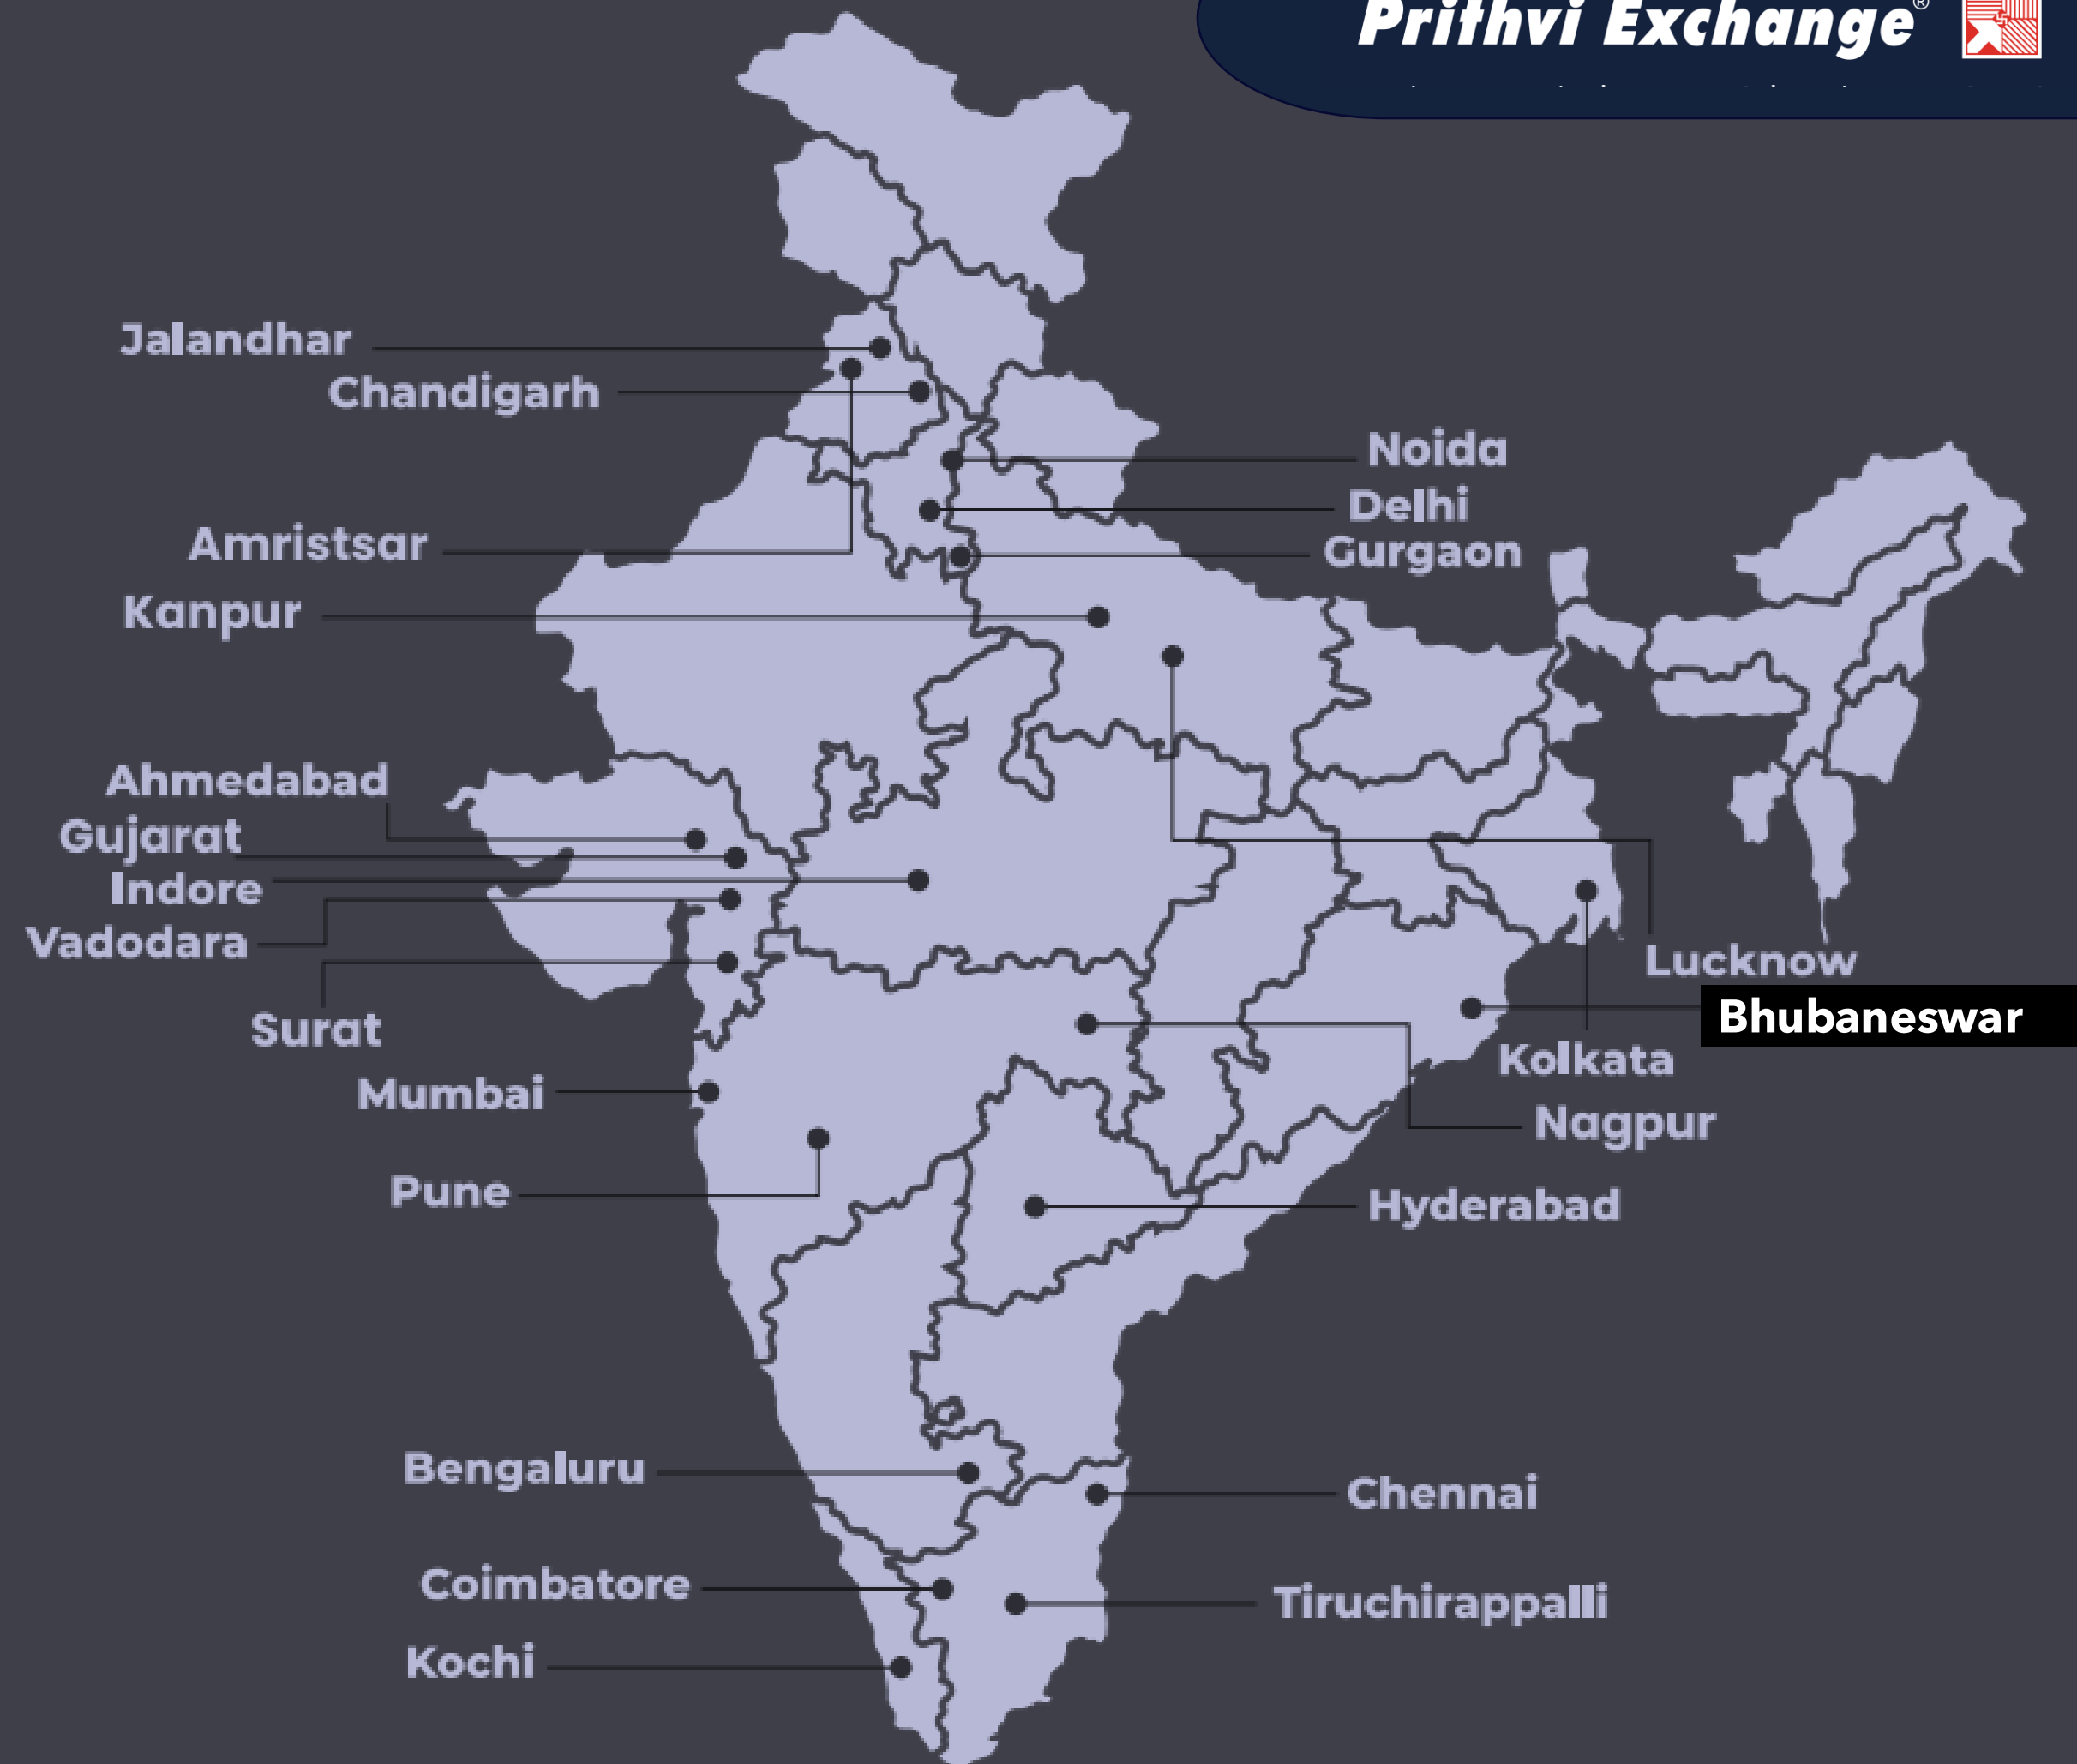 Prithvi Exchange®
Jalandhar
Chandigarh
Noida
Delhi
Amristsar
Gurgaon
Kanpur
Ahmedabad
Gujarat
Indore
Vadodara
Lucknow
Bhubaneswar
Surat
Kolkata
Mumbai
Nagpur
Pune
Hyderabad
Bengaluru
Chennai
Coimbatore
Tiruchirappalli
Kochi